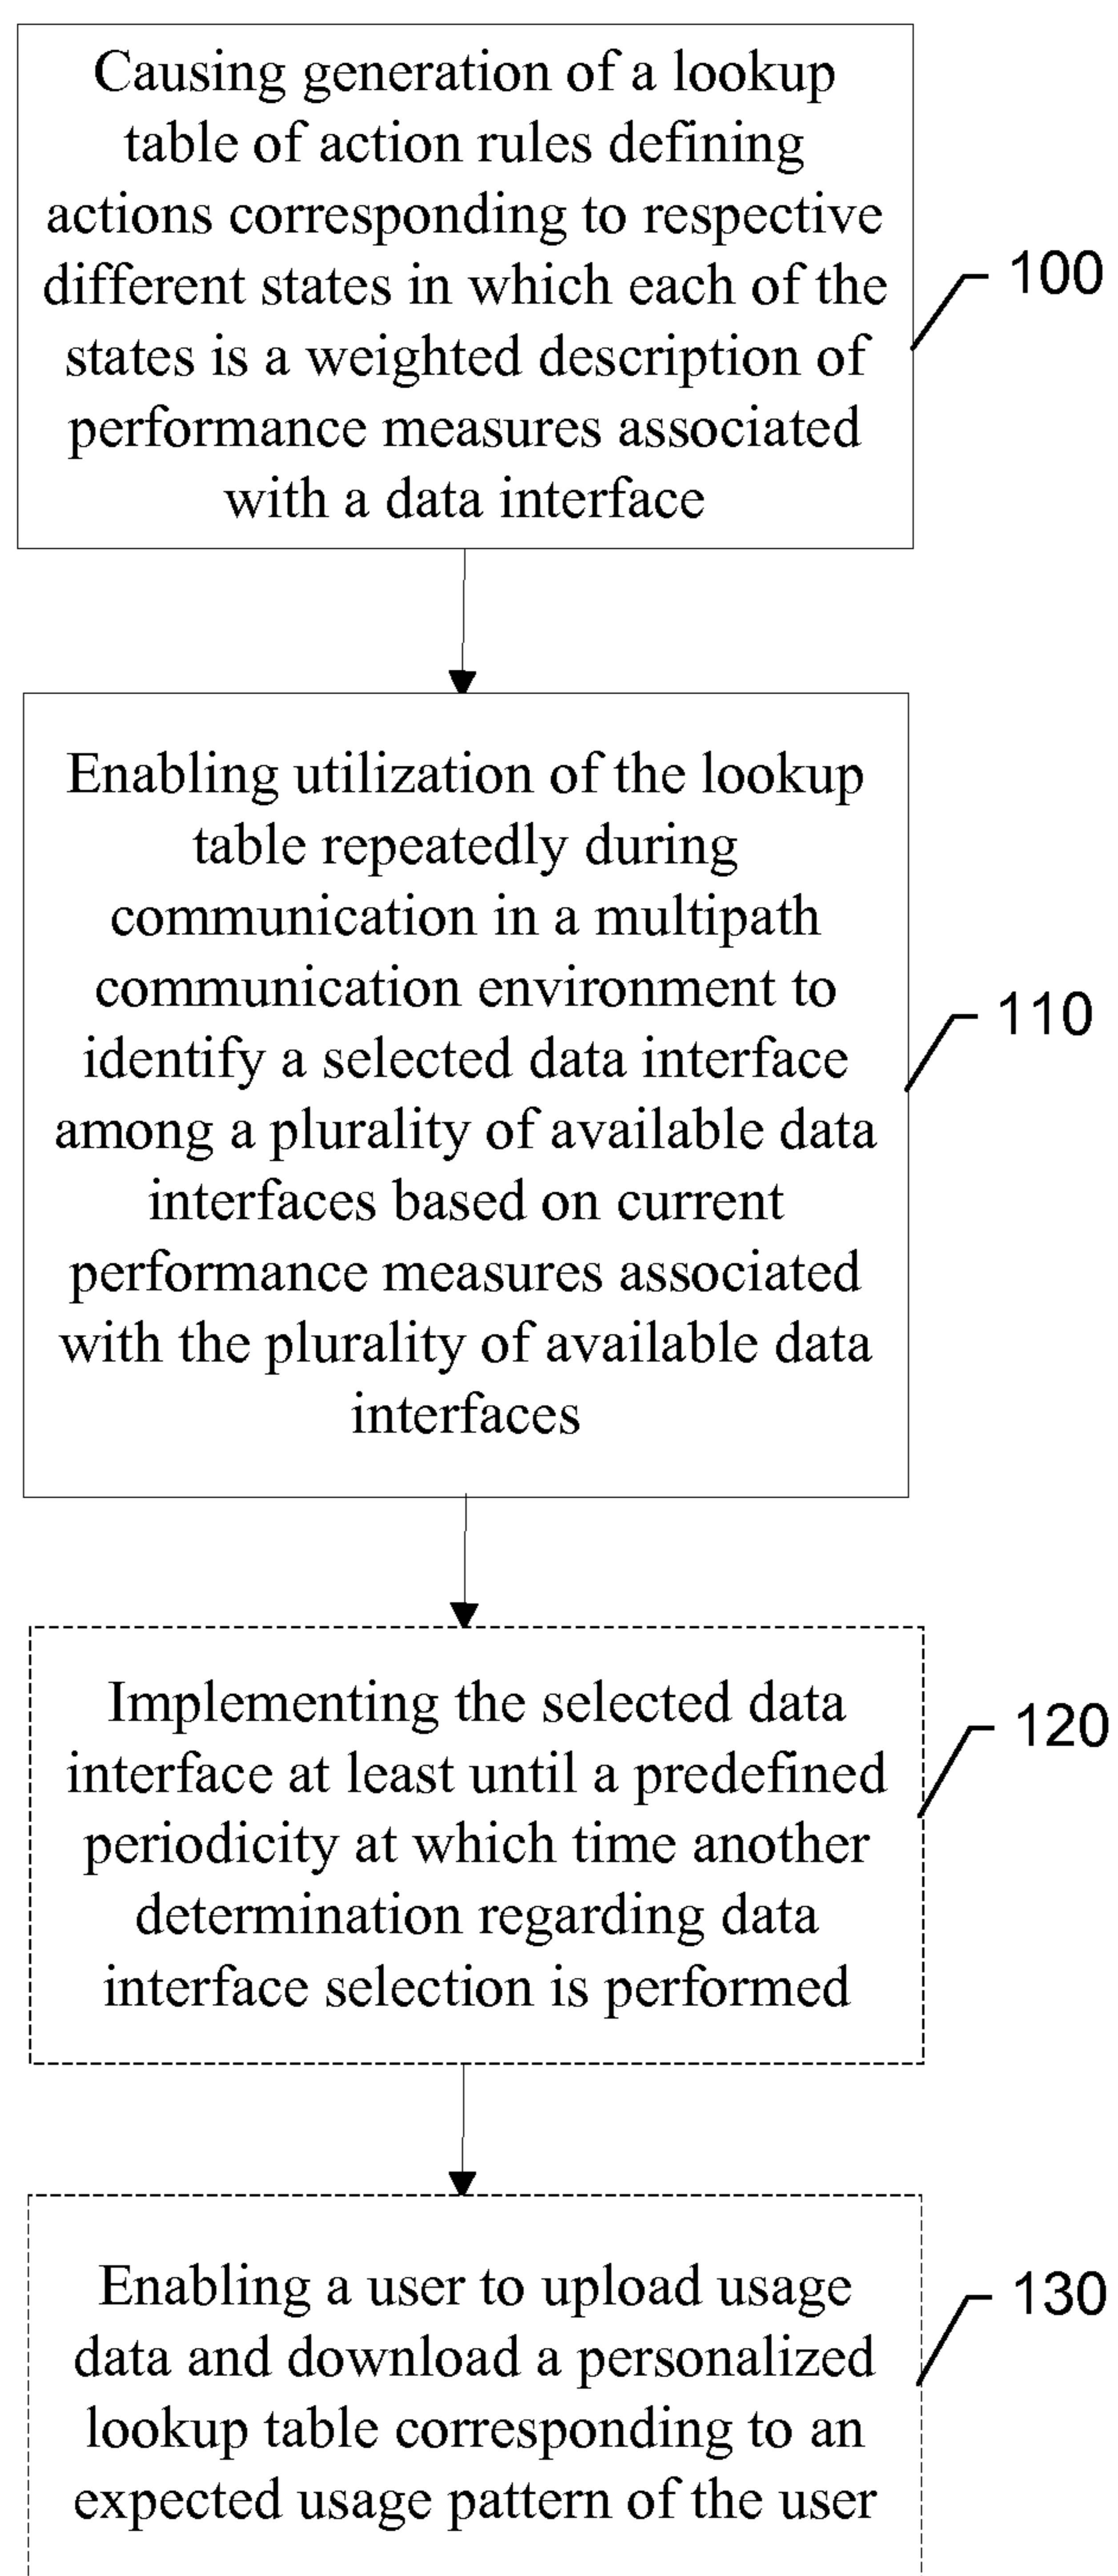 Causing generation of a lookup
table of action rules defining
actions corresponding to respective
different states in which each of the
states is a weighted description of
performance measures associated
with a data interface
100
Enabling utilization of the lookup
table repeatedly during
communication in a multipath
communication environment to
identify a selected data interface
among a plurality of available data
interfaces based on current
performance measures associated
with the plurality of available data
interfaces
110
Implementing the selected data
interface at least until a predefined
periodicity at which time another
determination regarding data
interface selection is performed
120
Enabling a user to upload usage
data and download a personalized
lookup table corresponding to an
expected usage pattern of the user
130